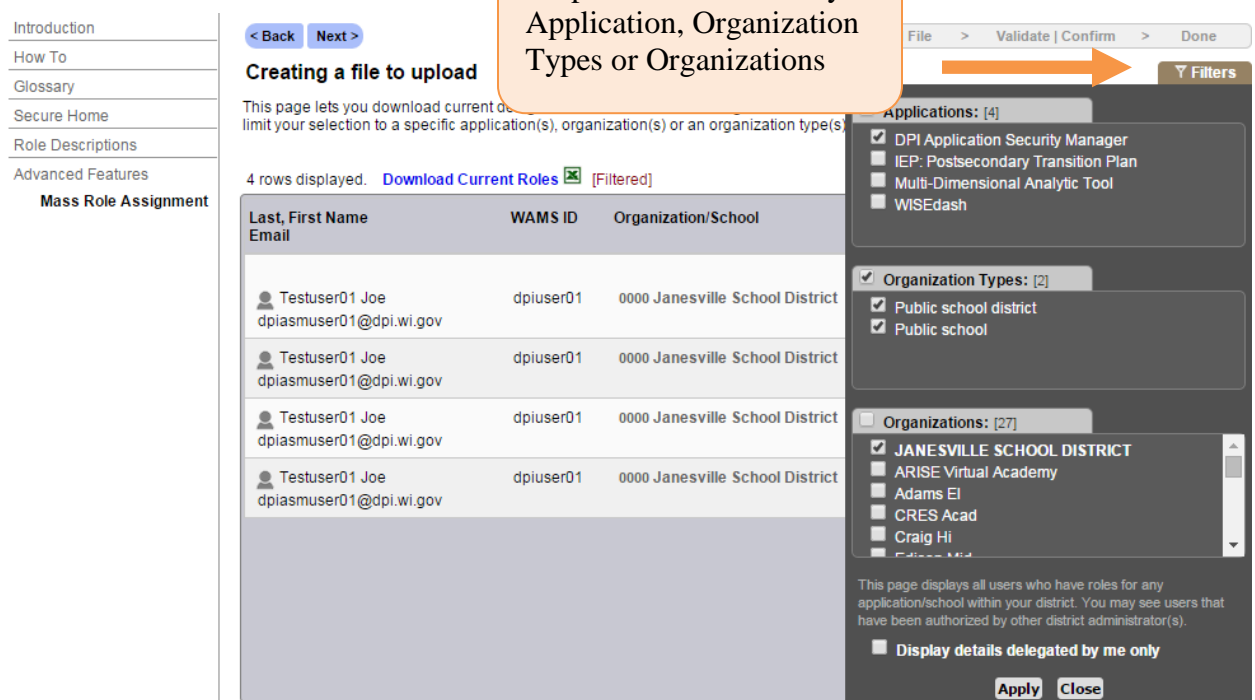 Introduction
How To
Glossary
Secure Home
Role Descriptions
Advanced Features
Mass Role Assignment
< Back Next >
Application, Organization
Types or Organizations
File > Validate | Confirm > Done
Filters
Creating a file to upload
This page lets you download current
limit your selection to a specific application(s), organization(s) or an organization type(s)
4 rows displayed. Download Current Roles [Filtered]
Last, First Name WAMS ID Organization/School
Email
Testuser01 Joe dpiuser01 0000 Janesville School District
dpiasmuser01@dpi.wi.gov
Testuser01 Joe dpiuser01 0000 Janesville School District
dpiasmuser01@dpi.wi.gov
Testuser01 Joe dpiuser01 0000 Janesville School District
dpiasmuser01@dpi.wi.gov
Testuser01 Joe dpiuser01 0000 Janesville School District
dpiasmuser01@dpi.wi.gov
Applications: [4]
DPI Application Security Manager
IEP: Postsecondary Transition Plan
Multi-Dimensional Analytic Tool
WISEdash
Organization Types: [2]
Public school district
Public school
Organizations: [27]
JANESVILLE SCHOOL DISTRICT
ARISE Virtual Academy
Adams El
CRES Acad
Craig Hi
This page displays all users who have roles for any
application/school within your district. You may see users that
have been authorized by other district administrator(s).
Display details delegated by me only
Apply Close